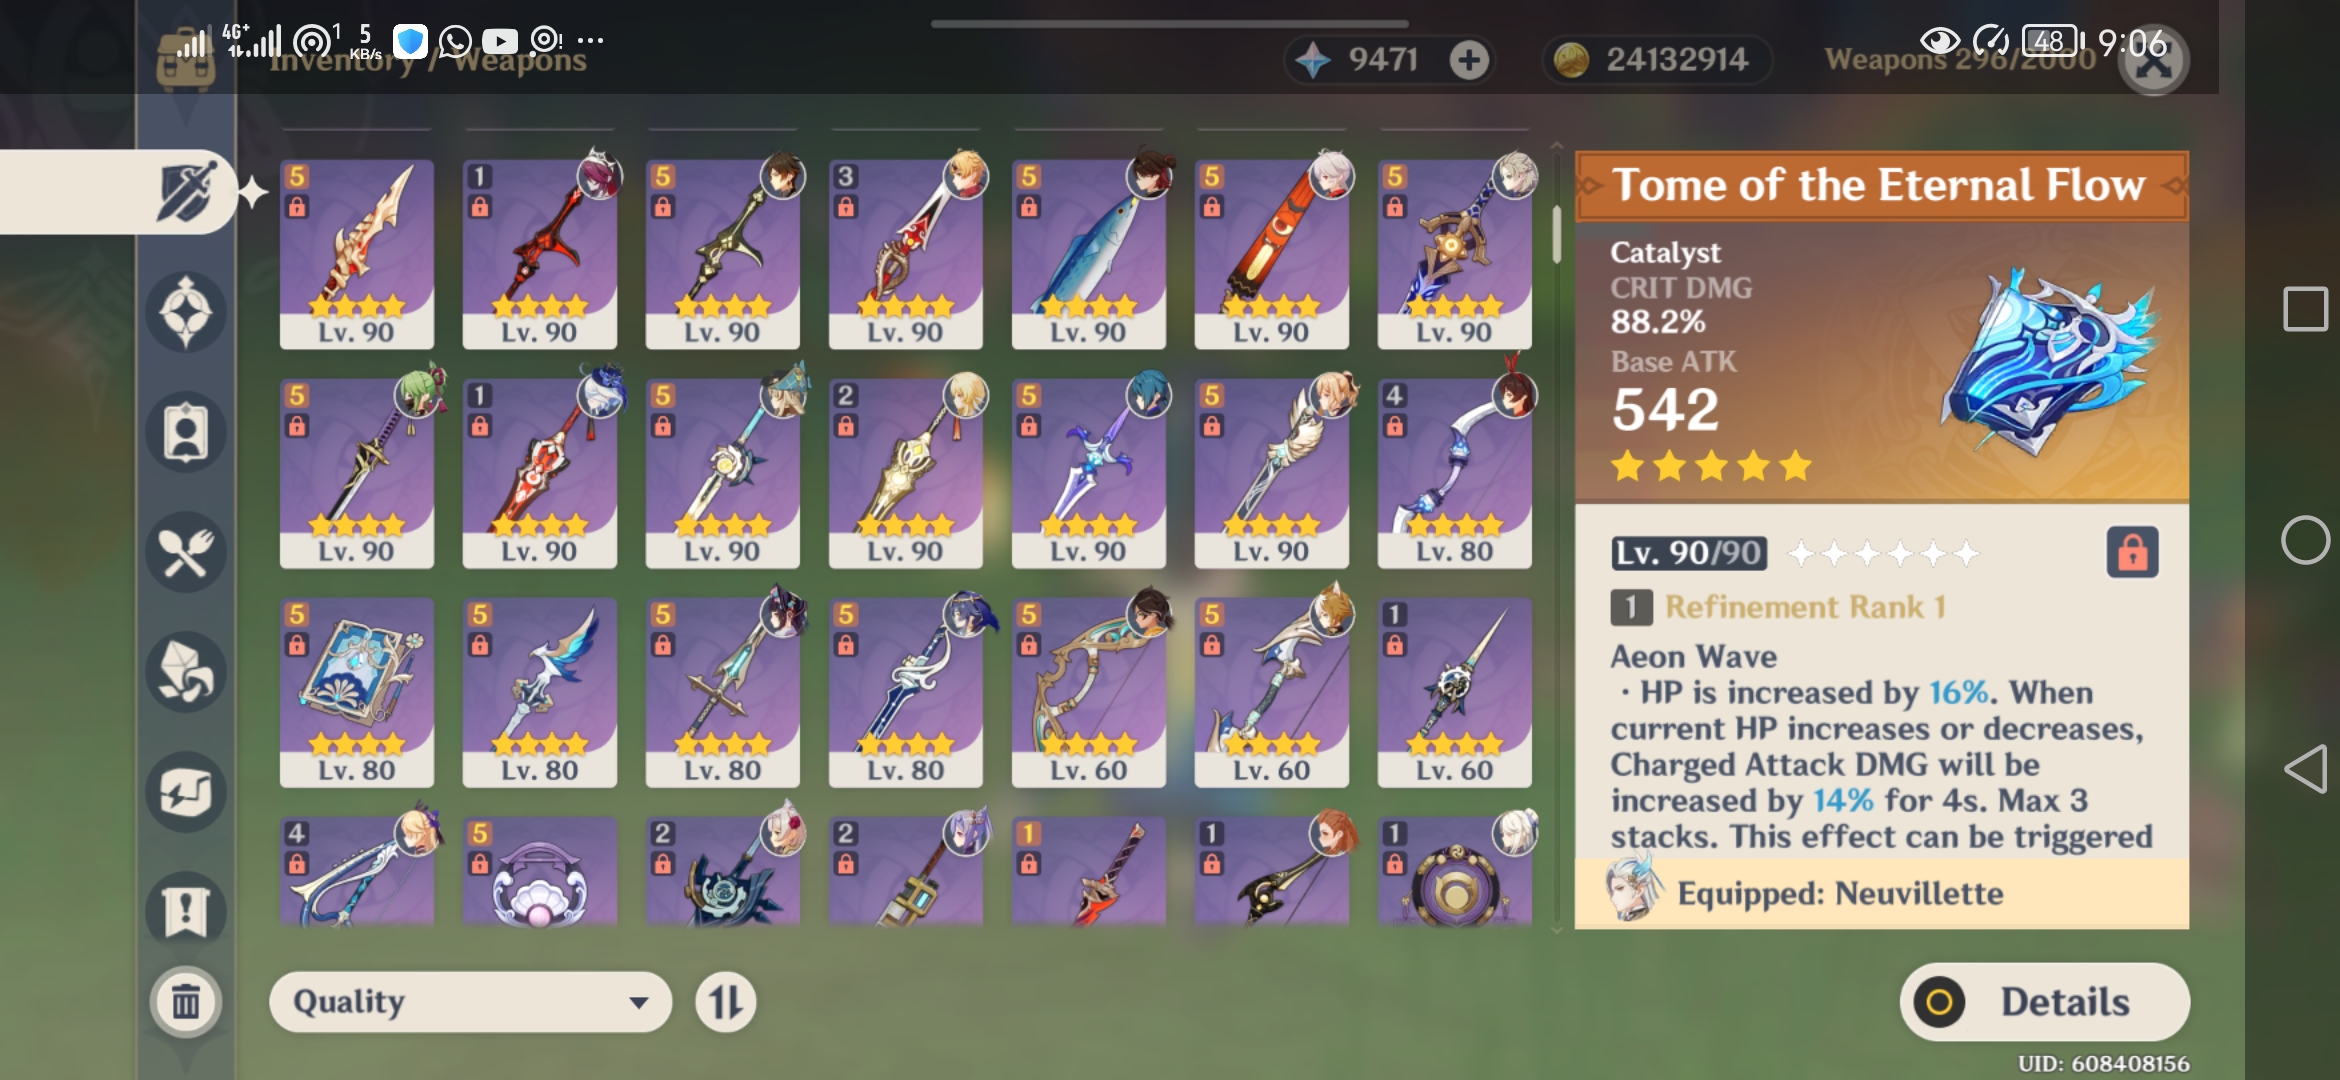 4G+ 1 5 KB/s ! 48 9:06
Inventory / Weapons 9471 24132914 Weapons 296/2000
5 1 5 3 5 5 5
Lv. 90 Lv. 90 Lv. 90 Lv. 90 Lv. 90 Lv. 90 Lv. 90
5 1 5 2 5 5 4
Lv. 90 Lv. 90 Lv. 90 Lv. 90 Lv. 90 Lv. 90 Lv. 80
5 5 5 5 5 5 1
Lv. 80 Lv. 80 Lv. 80 Lv. 80 Lv. 60 Lv. 60 Lv. 60
4 5 2 2 1 1 1
Tome of the Eternal Flow
Catalyst
CRIT DMG
88.2%
Base ATK
542
Lv. 90/90
1 Refinement Rank 1
Aeon Wave
· HP is increased by 16%. When
current HP increases or decreases,
Charged Attack DMG will be
increased by 14% for 4s. Max 3
stacks. This effect can be triggered
Equipped: Neuvillette
Quality
Details
UID: 608408156